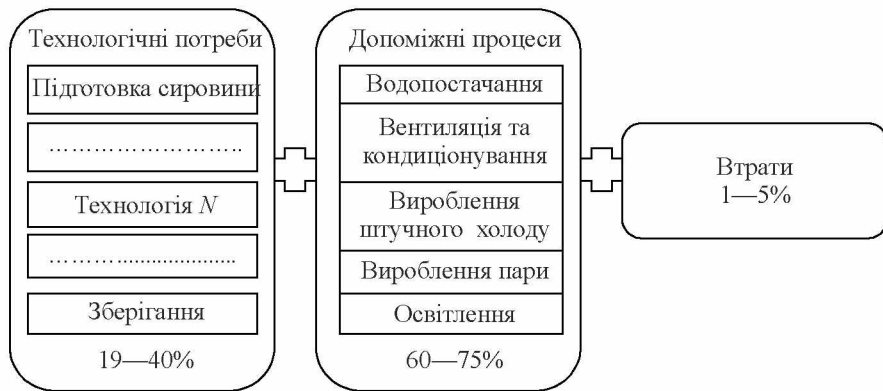 Технологічні потреби
Підготовка сировини
……………………..
Технологія N
………....................
Зберігання
19—40%
Допоміжні процеси
Водопостачання
Вентиляція та
кондиціонування
Вироблення
штучного холоду
Вироблення пари
Освітлення
60—75%
Втрати
1—5%